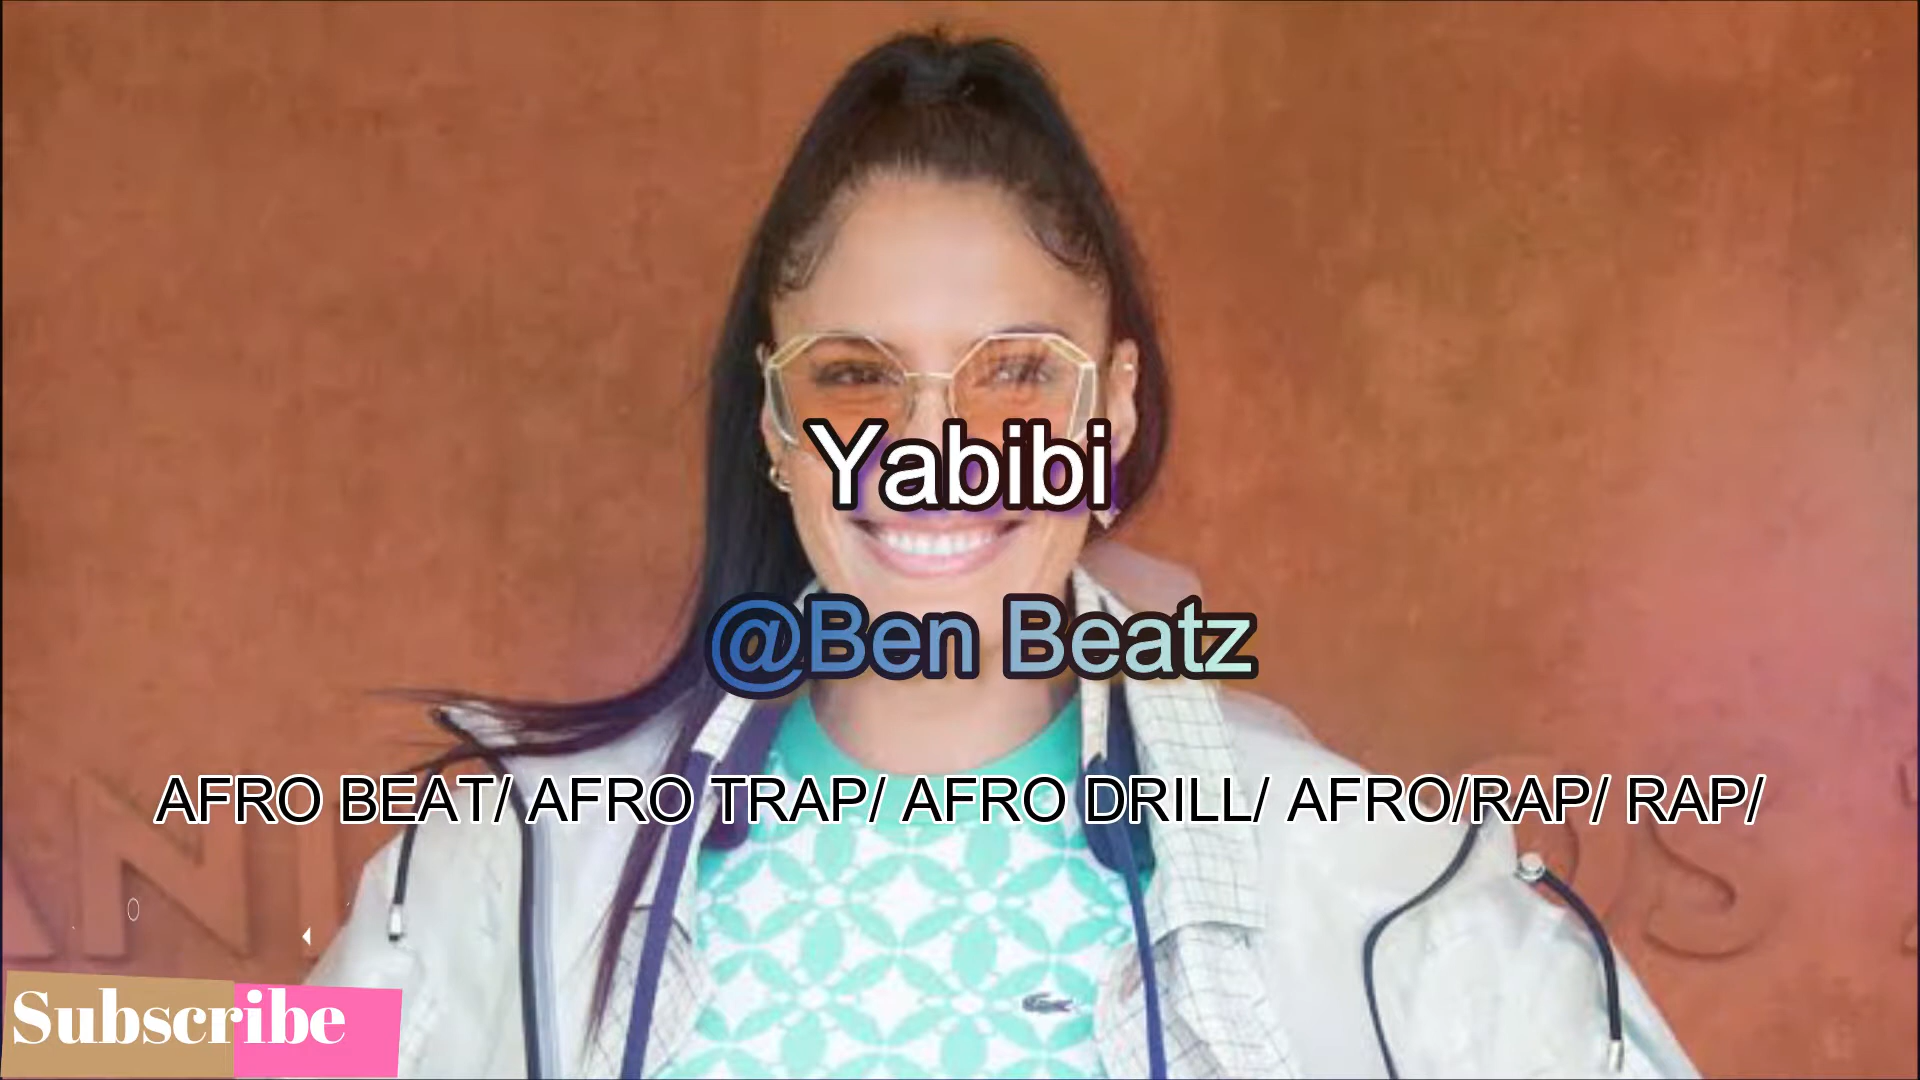 Yabibi
@Ben Beatz
AFRO BEAT/ AFRO TRAP/ AFRO DRILL/ AFRO/RAP/ RAP/
Subscribe